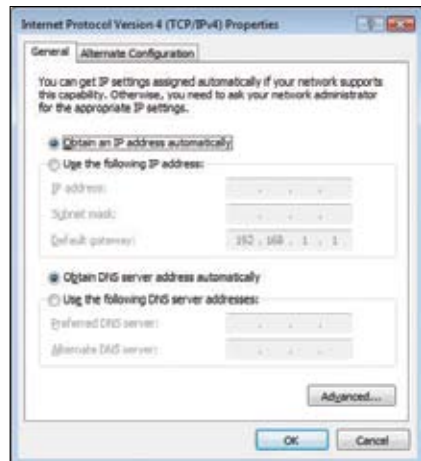 Internet Protocol Version 4 (TCP/IPv4) Properties
General Alternate Configuration
You can get IP settings assigned automatically if your network supports
this capability. Otherwise, you need to ask your network administrator
for the appropriate IP settings.
Obtain an IP address automatically
Use the following IP address:
IP address:
Subnet mask:
Default gateway: 192 . 168 . 1 . 1
Obtain DNS server address automatically
Use the following DNS server addresses:
Preferred DNS server:
Alternate DNS server:
Advanced...
OK Cancel